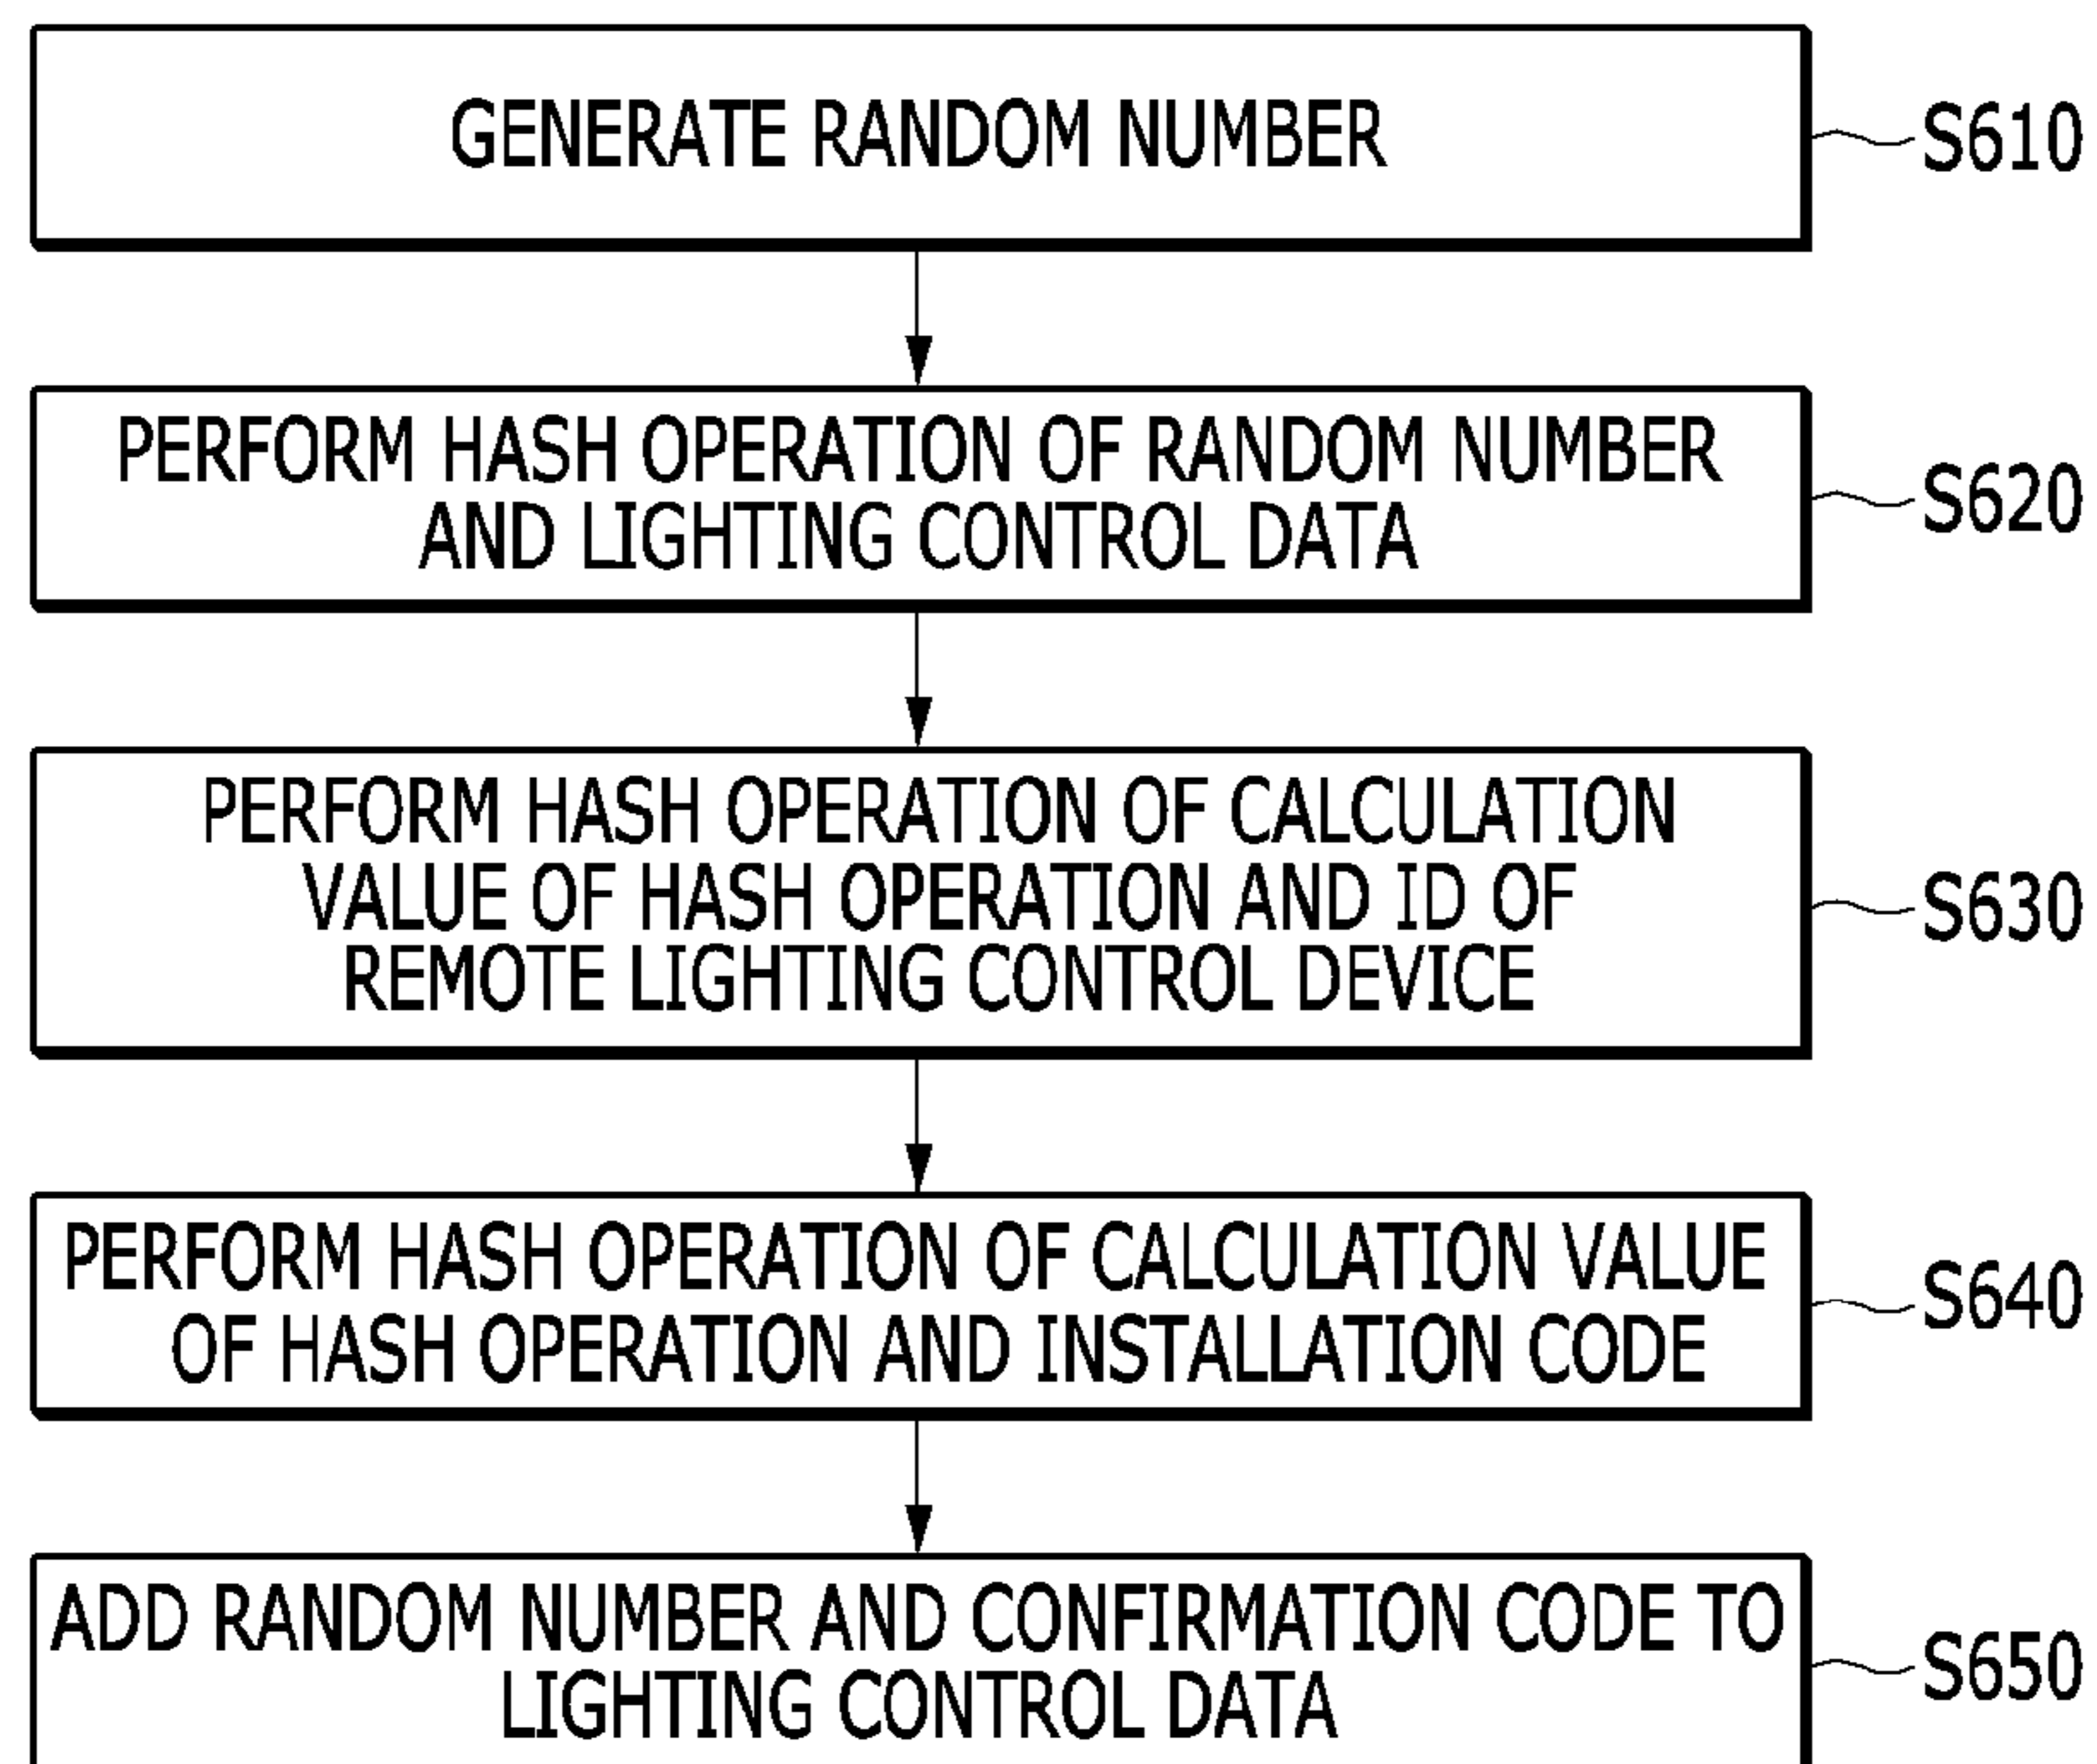 GENERATE RANDOM NUMBER
S610
PERFORM HASH OPERATION OF RANDOM NUMBER
AND LIGHTING CONTROL DATA
S620
PERFORM HASH OPERATION OF CALCULATION
VALUE OF HASH OPERATION AND ID OF
REMOTE LIGHTING CONTROL DEVICE
S630
PERFORM HASH OPERATION OF CALCULATION VALUE
OF HASH OPERATION AND INSTALLATION CODE
S640
ADD RANDOM NUMBER AND CONFIRMATION CODE TO
LIGHTING CONTROL DATA
S650